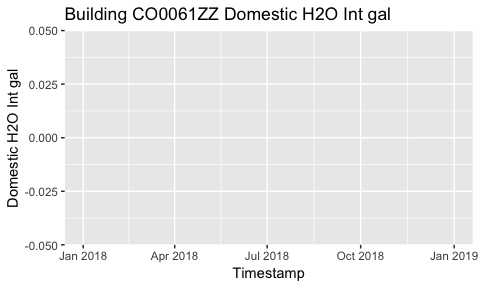 Building CO0061ZZ Domestic H2O Int gal
Domestic H2O Int gal
0.050
0.025
0.000
-0.025
-0.050
Jan 2018 Apr 2018 Jul 2018 Oct 2018 Jan 2019
Timestamp